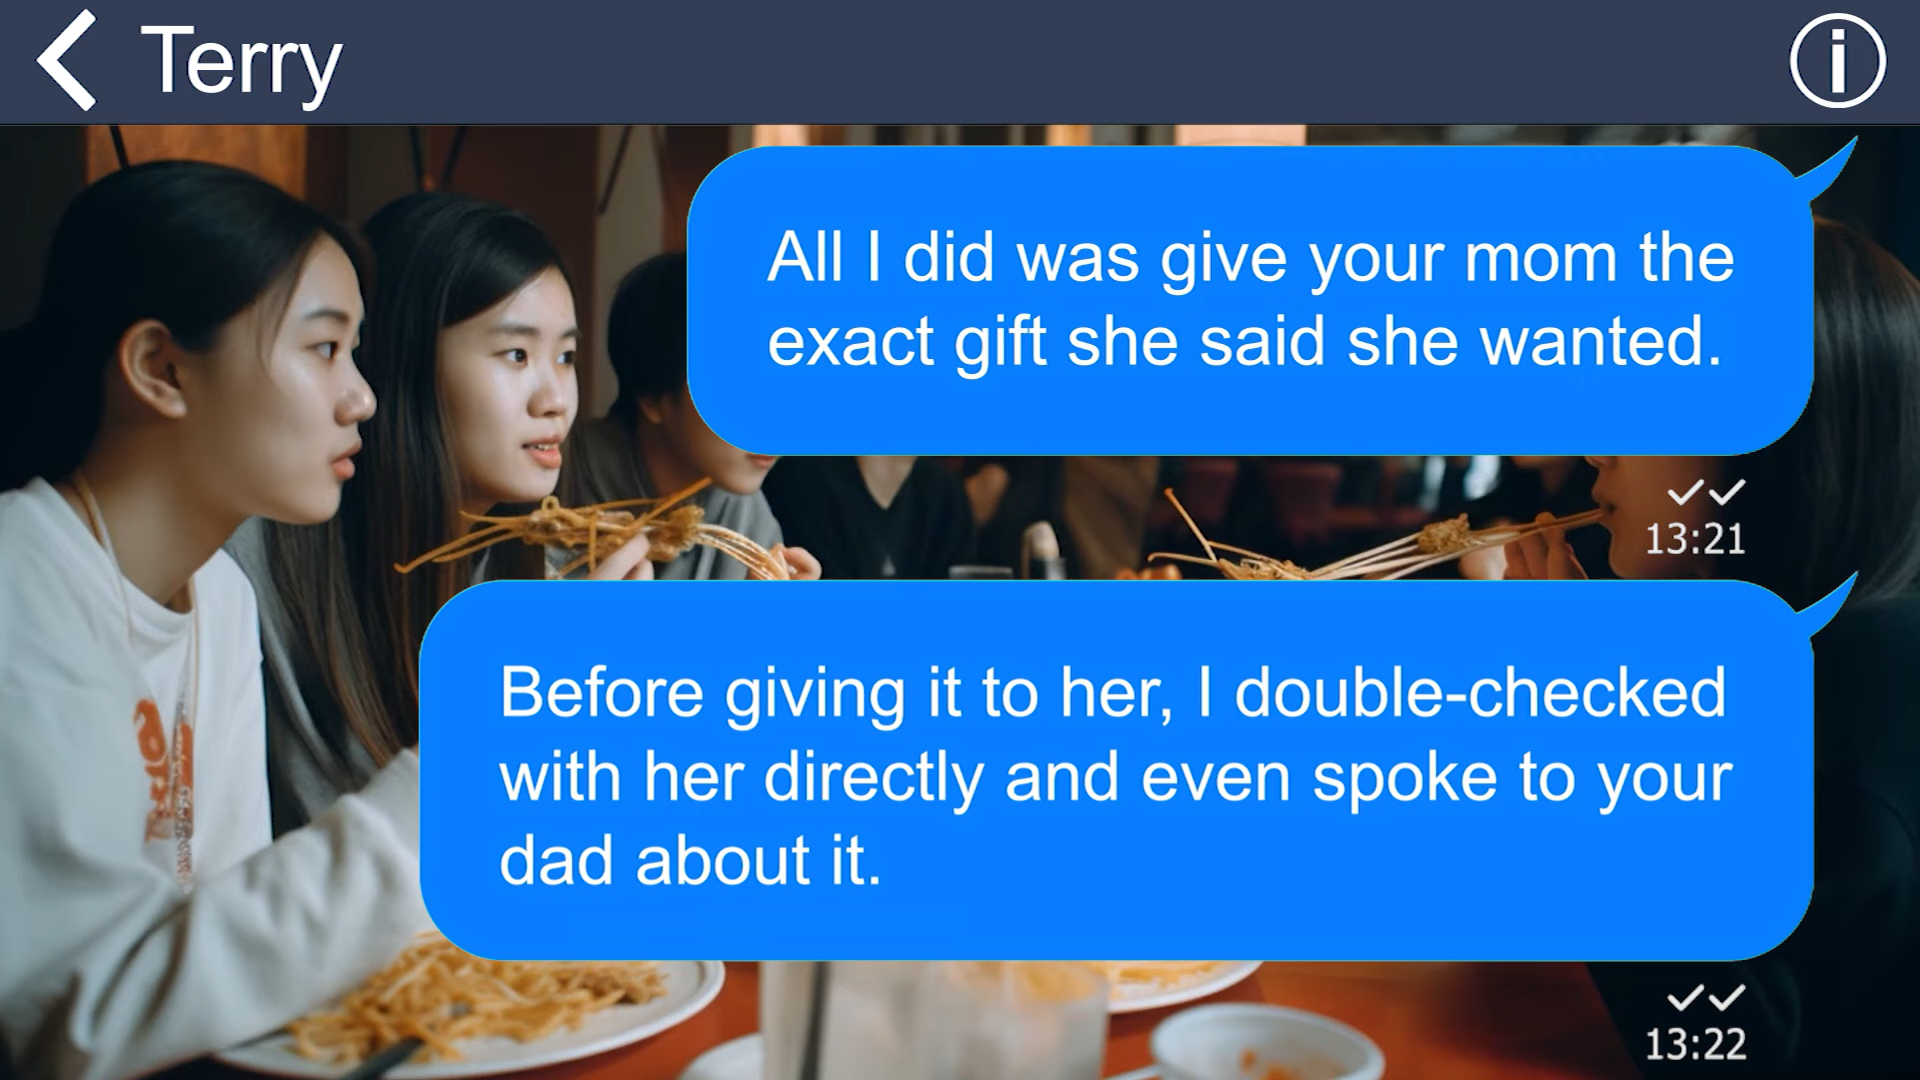 Terry
All I did was give your mom the
exact gift she said she wanted.
13:21
Before giving it to her, I double-checked
with her directly and even spoke to your
dad about it.
13:22